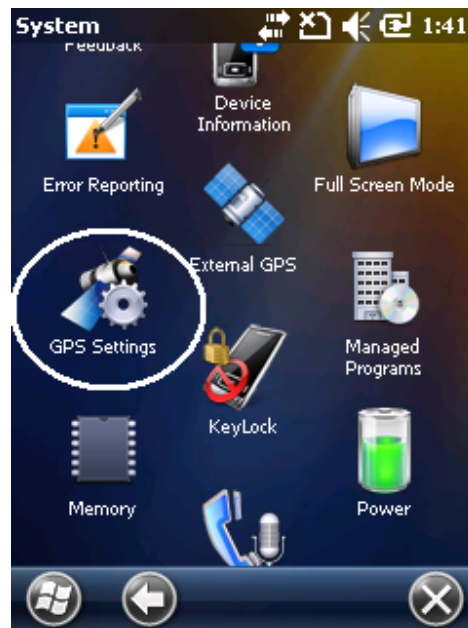 System 1:41
Feedback
Device
Information
Error Reporting
Full Screen Mode
External GPS
GPS Settings
Managed
Programs
KeyLock
Memory
Power